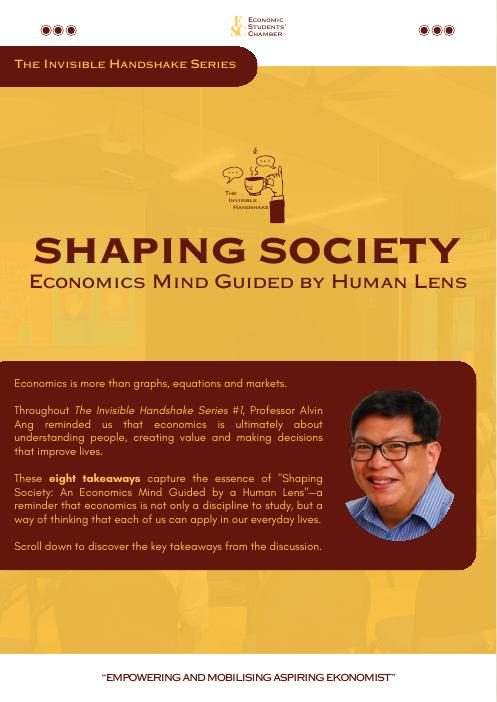 Economic
Students'
Chamber
The Invisible Handshake Series
The
Invisible
Handshake
SHAPING SOCIETY
Economics Mind Guided by Human Lens
Economics is more than graphs, equations and markets.
Throughout The Invisible Handshake Series #1, Professor Alvin
Ang reminded us that economics is ultimately about
understanding people, creating value and making decisions
that improve lives.
These eight takeaways capture the essence of "Shaping
Society: An Economics Mind Guided by a Human Lens"—a
reminder that economics is not only a discipline to study, but a
way of thinking that each of us can apply in our everyday lives.
Scroll down to discover the key takeaways from the discussion.
“EMPOWERING AND MOBILISING ASPIRING EKONOMIST”